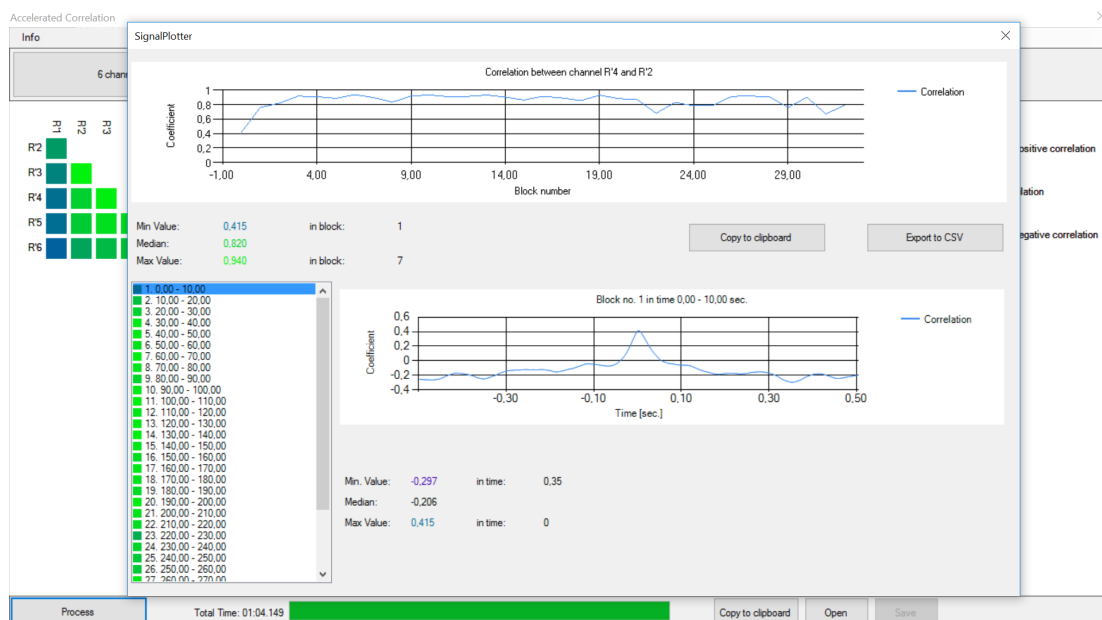 Accelerated Correlation
Info
SignalPlotter
6 chann
Correlation between channel R'4 and R'2
Correlation
Coefficient
1
0,8
0,6
0,4
0,2
0
-1,00 4,00 9,00 14,00 19,00 24,00 29,00
Block number
R'1 R'2 R'3
R'2
R'3
R'4
R'5
R'6
ositive correlation
lation
egative correlation
Min Value: 0,415 in block: 1
Median: 0,820
Max Value: 0,940 in block: 7
Copy to clipboard
Export to CSV
1. 0,00 - 10,00
2. 10,00 - 20,00
3. 20,00 - 30,00
4. 30,00 - 40,00
5. 40,00 - 50,00
6. 50,00 - 60,00
7. 60,00 - 70,00
8. 70,00 - 80,00
9. 80,00 - 90,00
10. 90,00 - 100,00
11. 100,00 - 110,00
12. 110,00 - 120,00
13. 120,00 - 130,00
14. 130,00 - 140,00
15. 140,00 - 150,00
16. 150,00 - 160,00
17. 160,00 - 170,00
18. 170,00 - 180,00
19. 180,00 - 190,00
20. 190,00 - 200,00
21. 200,00 - 210,00
22. 210,00 - 220,00
23. 220,00 - 230,00
24. 230,00 - 240,00
25. 240,00 - 250,00
26. 250,00 - 260,00
27. 260,00 - 270,00
Block no. 1 in time 0,00 - 10,00 sec.
Correlation
Coefficient
0,6
0,4
0,2
0
-0,2
-0,4
-0,30 -0,10 0,10 0,30 0,50
Time [sec.]
Min. Value: -0,297 in time: 0,35
Median: -0,206
Max Value: 0,415 in time: 0
Process
Total Time: 01:04.149
Copy to clipboard
Open
Save